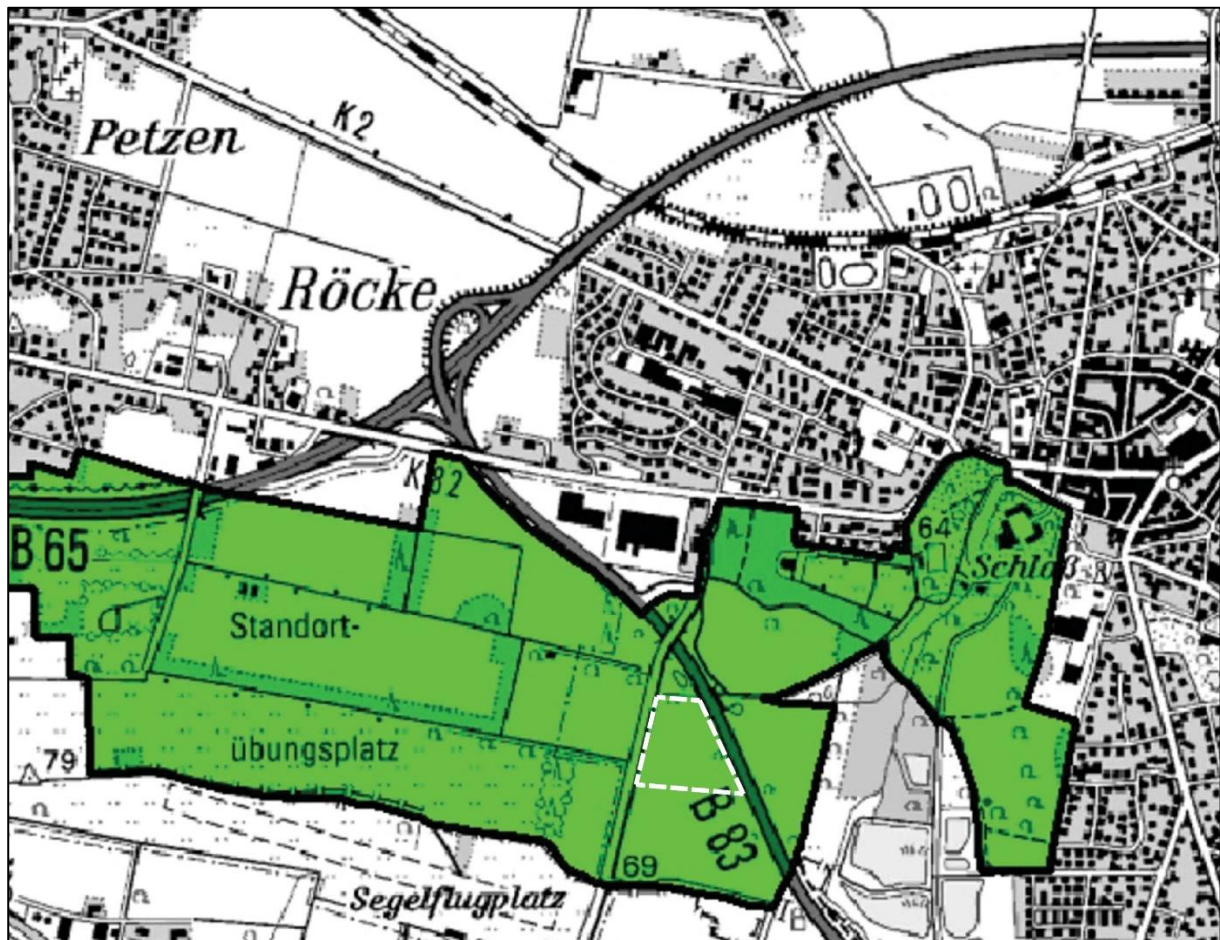 K2
Petzen
Röcke
K 82
64
B 65
Schloß
Standort-
übungsplatz
79
B 83
69
Segelflugplatz